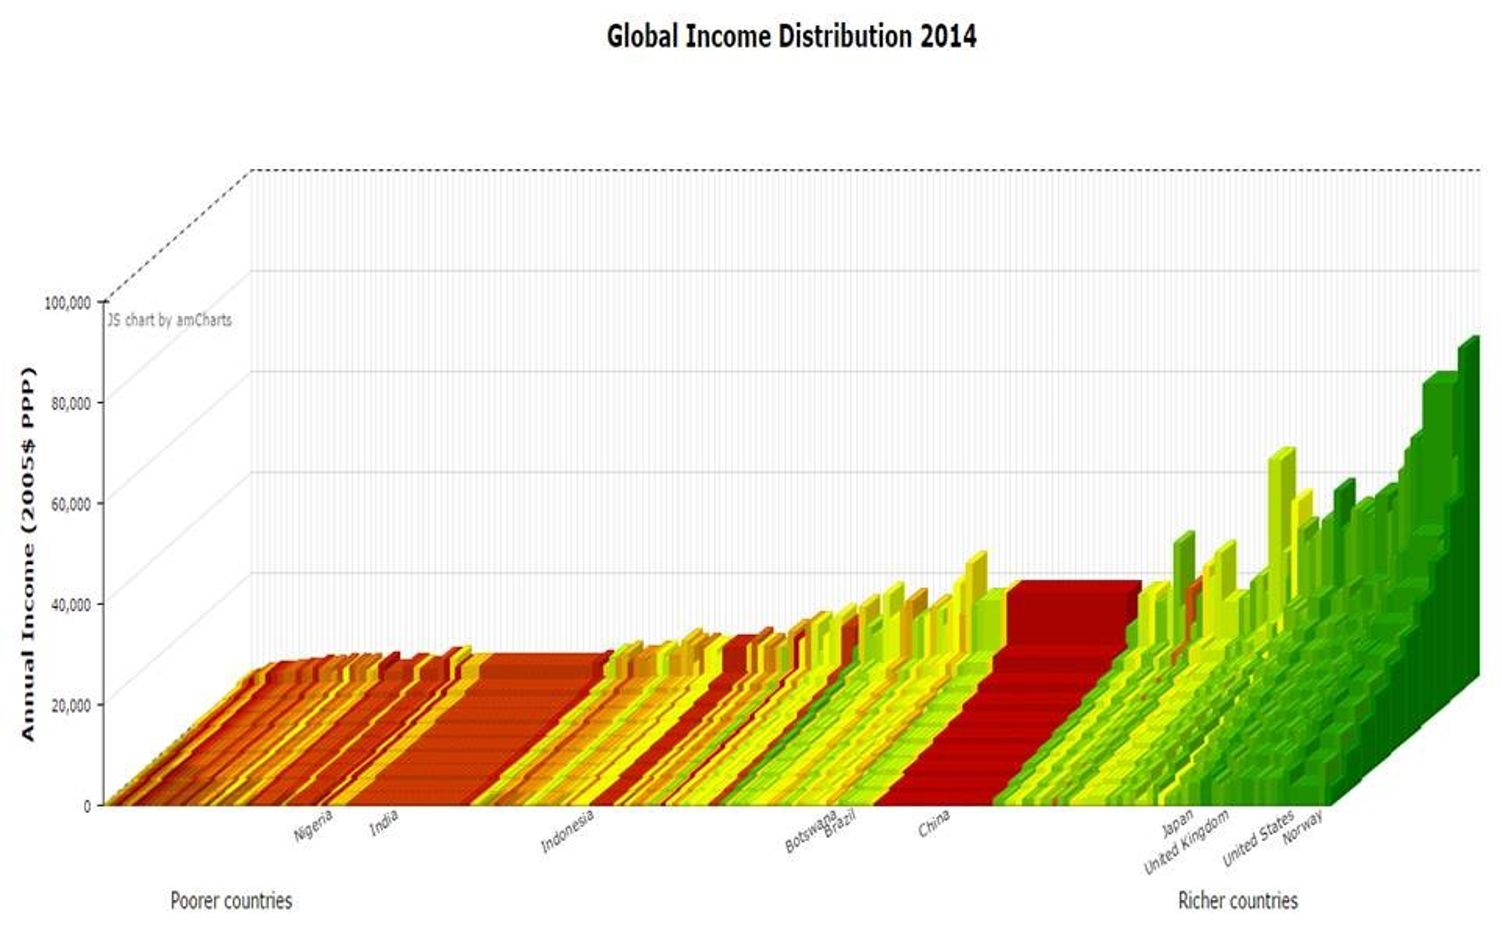 Global Income Distribution 2014
100,000
JS chart by amCharts
80,000
60,000
40,000
20,000
0
Annual Income (2005$ PPP)
Nigeria
India
Indonesia
Botswana
Brazil
China
Japan
United Kingdom
United States
Norway
Poorer countries
Richer countries